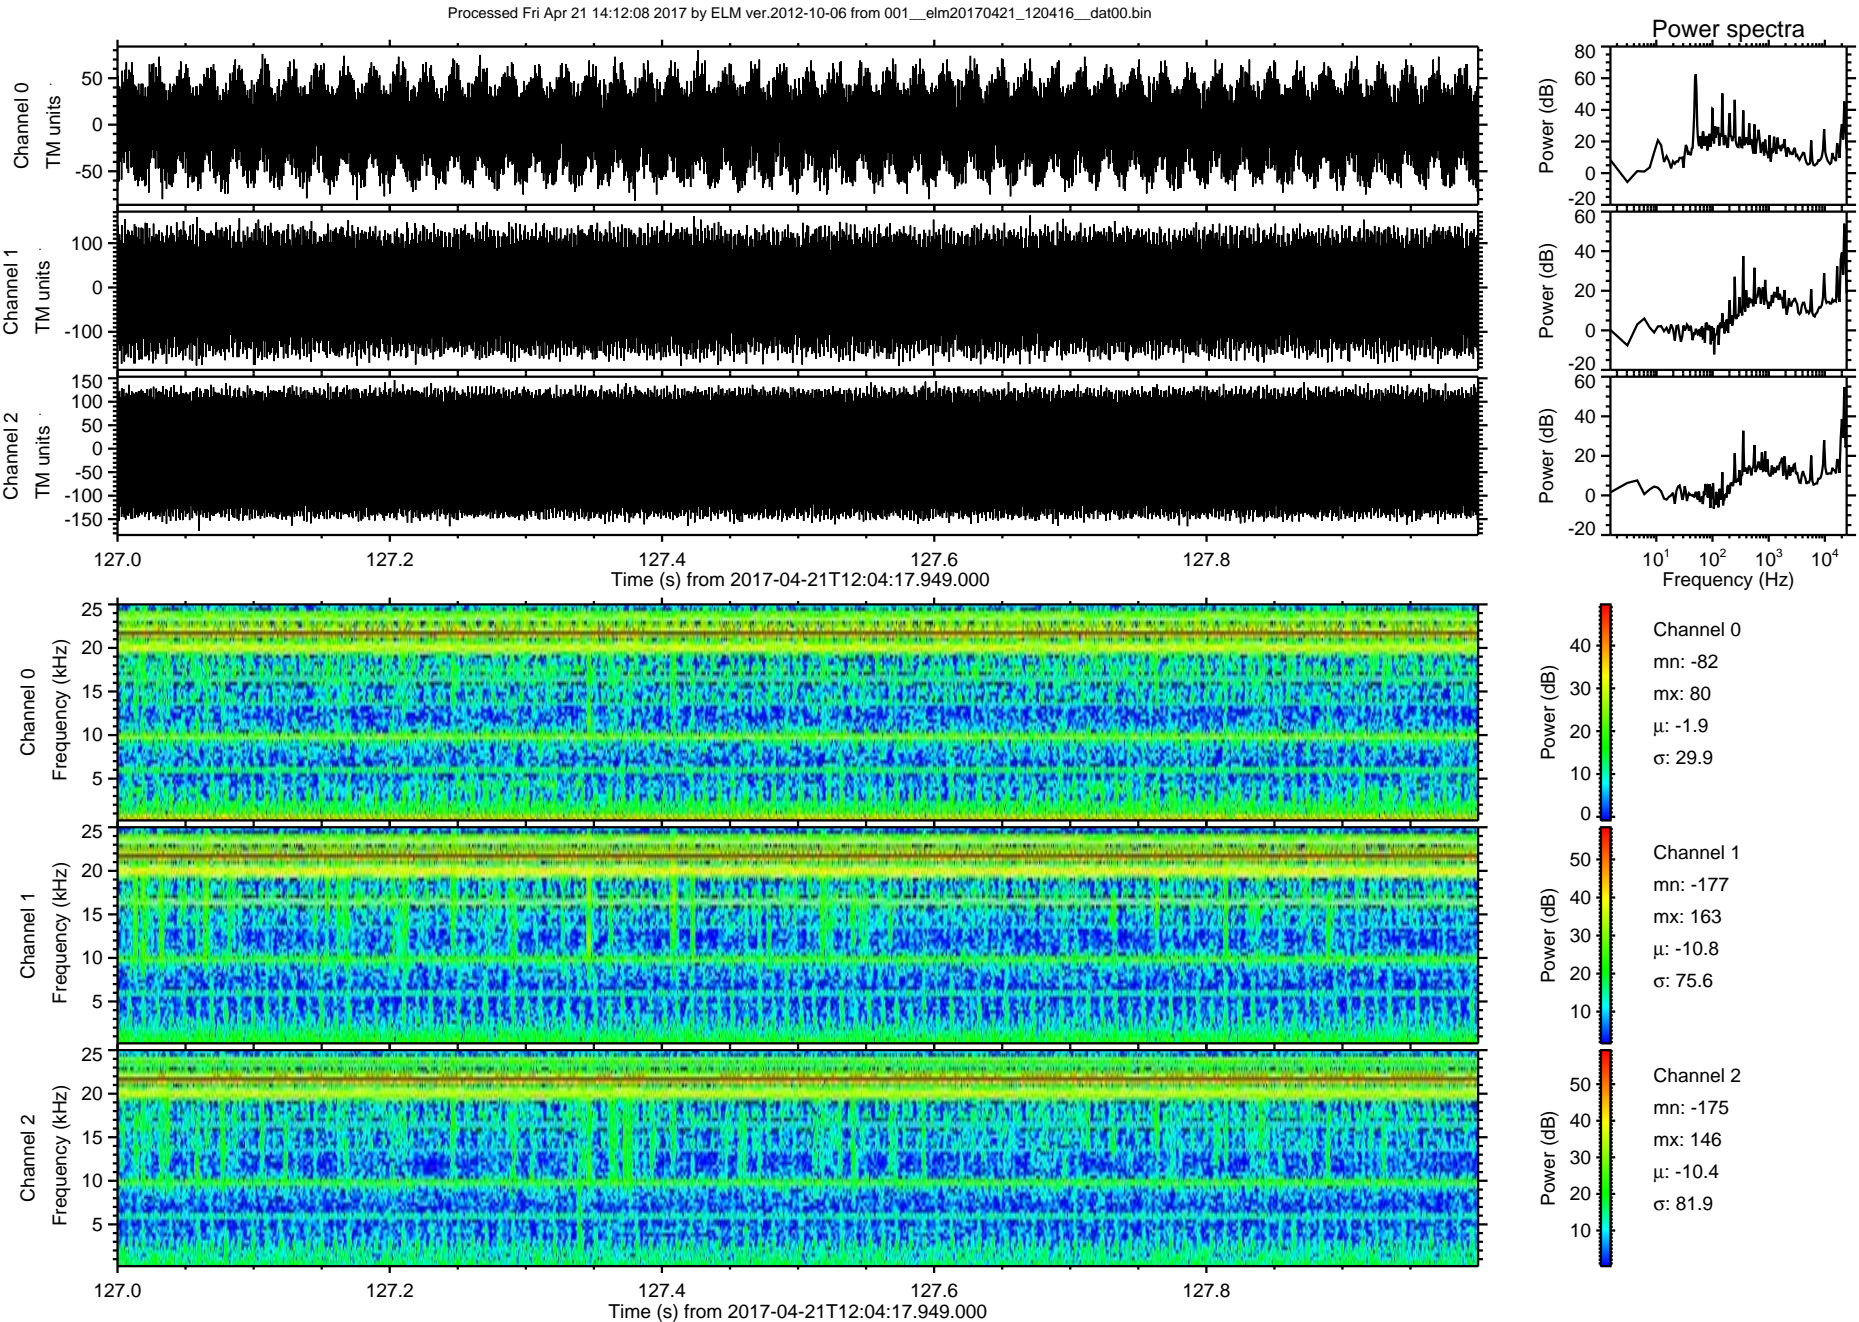 Processed Fri Apr 21 14:12:08 2017 by ELM ver.2012-10-06 from 001__elm20170421_120416__dat00.bin
Power spectra
Channel 0
TM units
50
0
-50
Power (dB)
80
60
40
20
0
-20
Channel 1
TM units
100
0
-100
Power (dB)
60
40
20
0
-20
Channel 2
TM units
150
100
50
0
-50
-100
-150
Power (dB)
60
40
20
0
-20
127.0 127.2 127.4 127.6 127.8
Time (s) from 2017-04-21T12:04:17.949.000
10¹ 10² 10³ 10⁴
Frequency (Hz)
Channel 0
Frequency (kHz)
25
20
15
10
5
Power (dB)
40
30
20
10
0
Channel 0
mn: -82
mx: 80
μ: -1.9
σ: 29.9
Channel 1
Frequency (kHz)
25
20
15
10
5
Power (dB)
50
40
30
20
10
Channel 1
mn: -177
mx: 163
μ: -10.8
σ: 75.6
Channel 2
Frequency (kHz)
25
20
15
10
5
Power (dB)
50
40
30
20
10
Channel 2
mn: -175
mx: 146
μ: -10.4
σ: 81.9
127.0 127.2 127.4 127.6 127.8
Time (s) from 2017-04-21T12:04:17.949.000